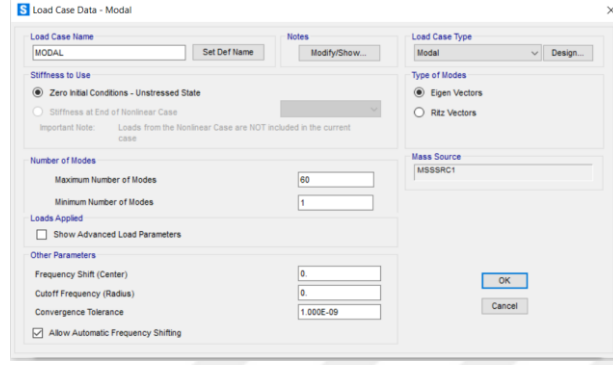 Load Case Data - Modal
Load Case Name
MODAL
Set Def Name
Notes
Modify/Show...
Load Case Type
Modal
Design...
Stiffness to Use
Zero Initial Conditions - Unstressed State
Stiffness at End of Nonlinear Case
Important Note: Loads from the Nonlinear Case are NOT included in the current
case
Type of Modes
Eigen Vectors
Ritz Vectors
Number of Modes
Maximum Number of Modes 60
Minimum Number of Modes 1
Mass Source
MSSSRC1
Loads Applied
Show Advanced Load Parameters
Other Parameters
Frequency Shift (Center) 0.
Cutoff Frequency (Radius) 0.
Convergence Tolerance 1.000E-09
Allow Automatic Frequency Shifting
OK
Cancel